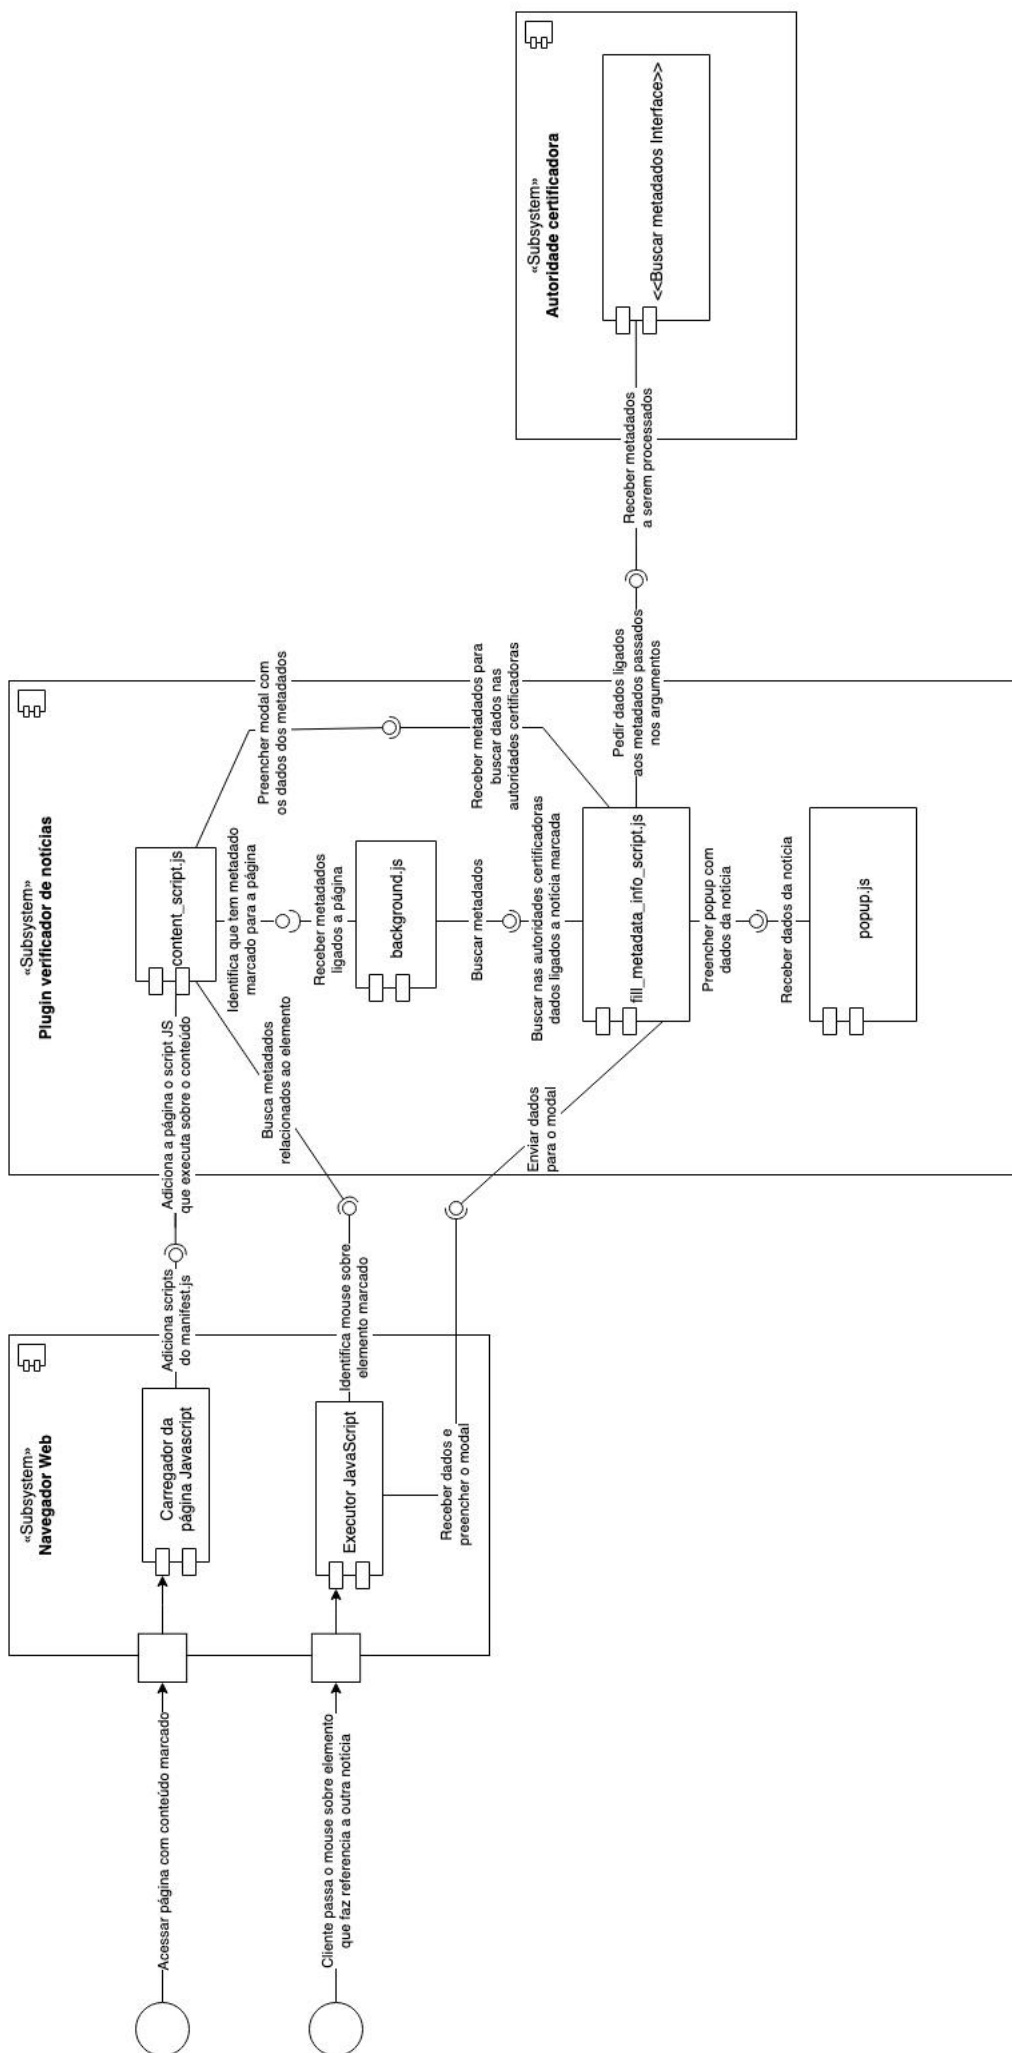 «Subsystem»
Navegador Web
Acessar página com conteúdo marcado
Carregador da
página Javascript
Adiciona scripts
do manifest.js
Cliente passa o mouse sobre elemento
que faz referencia a outra notícia
Executor JavaScript
Identifica mouse sobre
elemento marcado
Receber dados e
preencher o modal
«Subsystem»
Plugin verificador de notícias
Adiciona a página o script JS
que executa sobre o conteúdo
content_script.js
Busca metadados
relacionados ao elemento
Identifica que tem metadado
marcado para a página
Preencher modal com
os dados dos metadados
Receber metadados
ligados a página
background.js
Buscar metadados
Receber metadados para
buscar dados nas
autoridades certificadoras
Buscar nas autoridades certificadoras
dados ligados a notícia marcada
Enviar dados
para o modal
fill_metadata_info_script.js
Pedir dados ligados
aos metadados passados
nos argumentos
Preencher popup com
dados da notícia
Receber dados da notícia
popup.js
«Subsystem»
Autoridade certificadora
Receber metadados
a serem processados
<<Buscar metadados Interface>>